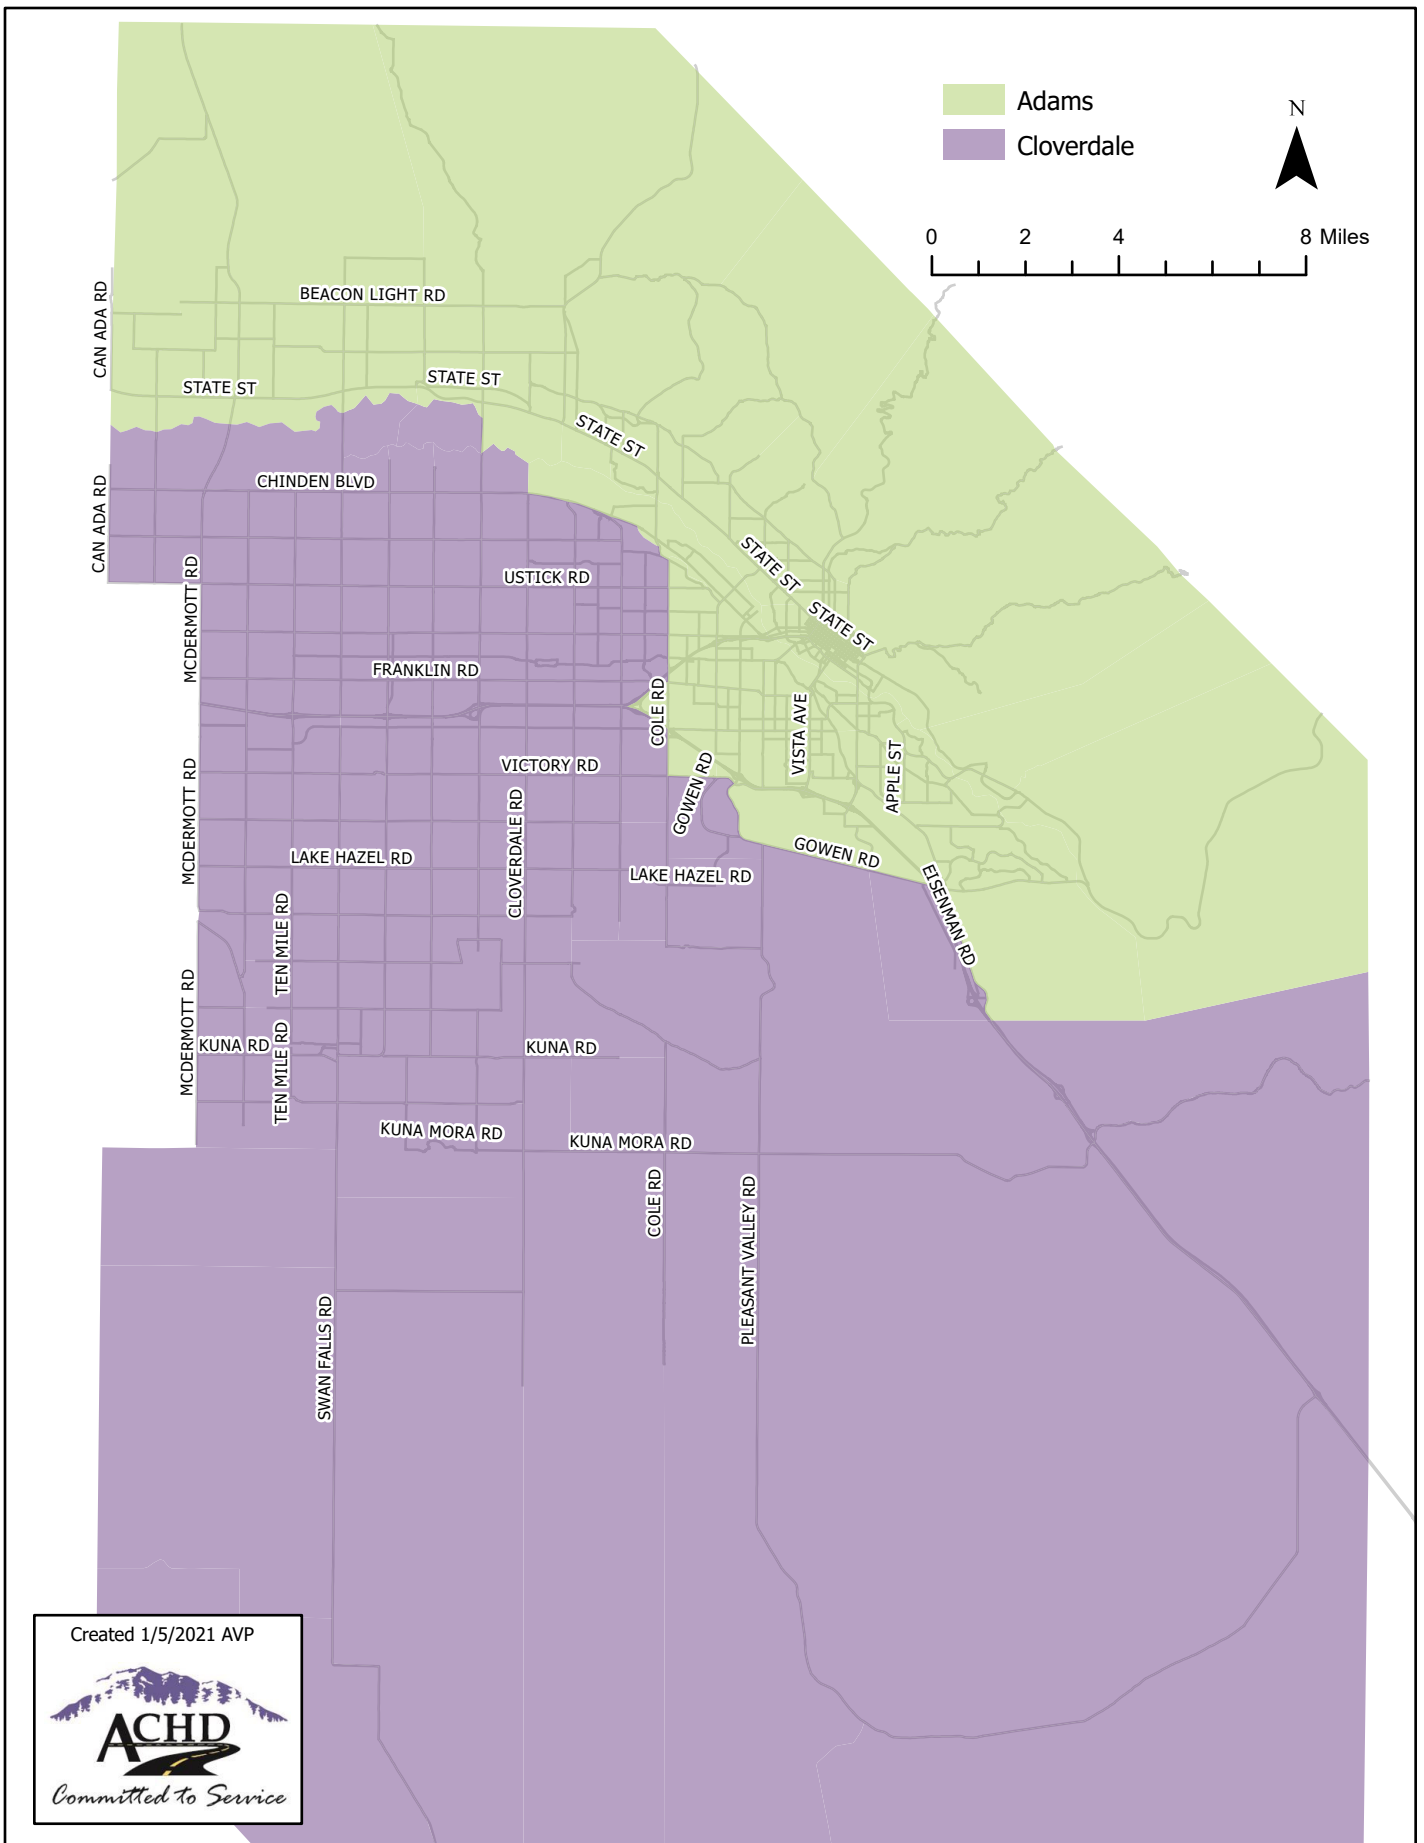 Adams
Cloverdale
N
0 2 4 8 Miles
BEACON LIGHT RD
CAN ADA RD
STATE ST
STATE ST
STATE ST
CHINDEN BLVD
CAN ADA RD
STATE ST
USTICK RD
MCDERMOTT RD
STATE ST
FRANKLIN RD
COLE RD
VISTA AVE
APPLE ST
VICTORY RD
GOWEN RD
MCDERMOTT RD
CLOVERDALE RD
LAKE HAZEL RD
GOWEN RD
LAKE HAZEL RD
EISENMAN RD
TEN MILE RD
MCDERMOTT RD
KUNA RD
TEN MILE RD
KUNA RD
KUNA MORA RD
KUNA MORA RD
COLE RD
PLEASANT VALLEY RD
SWAN FALLS RD
Created 1/5/2021 AVP
ACHD
Committed to Service